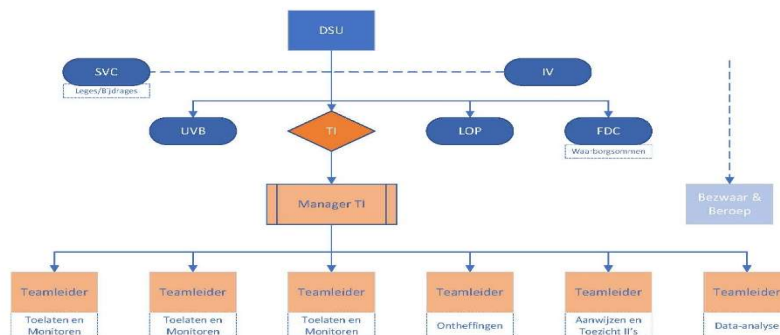 DSU
SVC
IV
Leges/Bijdrages
UVB
TI
LOP
FDC
Waarborgsommen
Manager TI
Bezwaar &
Beroep
Teamleider
Teamleider
Teamleider
Teamleider
Teamleider
Teamleider
Toelaten en
Monitoren
Toelaten en
Monitoren
Toelaten en
Monitoren
Ontheffingen
Aanwijzen en
Toezicht II's
Data-analyse